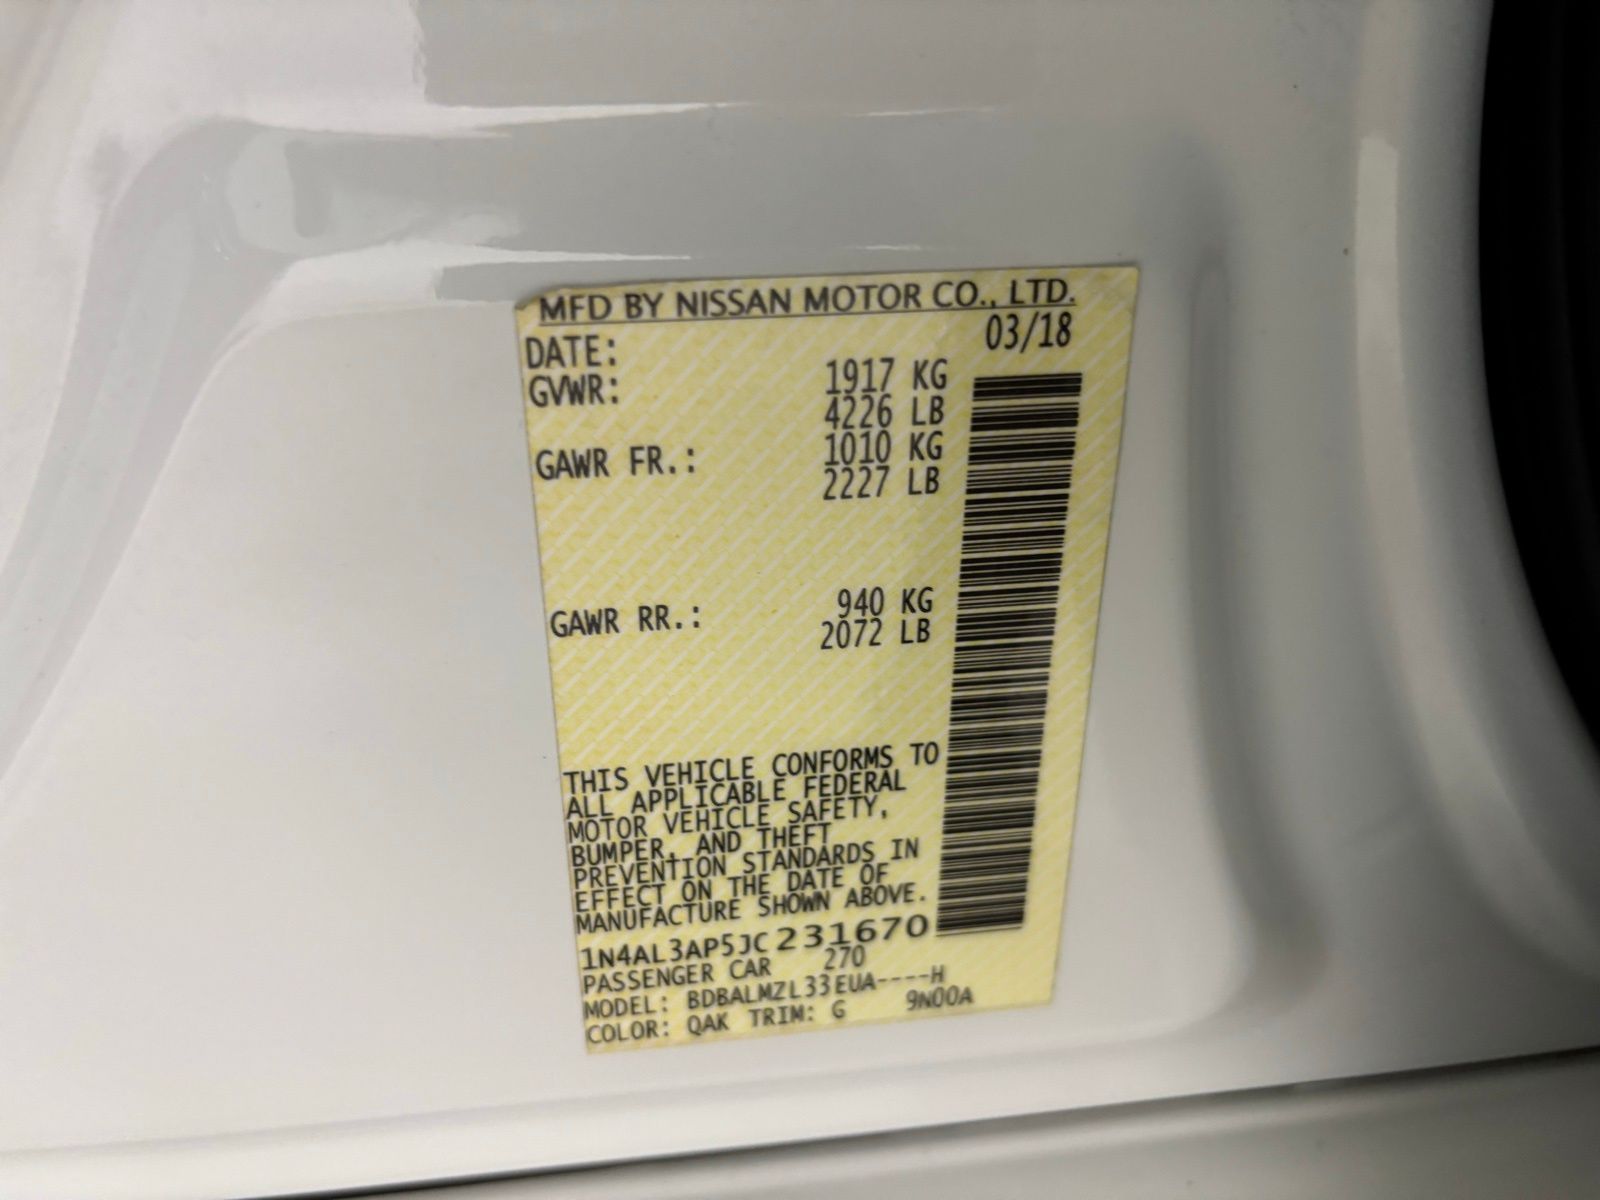 MFD BY NISSAN MOTOR CO., LTD.
DATE: 03/18
GVWR: 1917 KG
4226 LB
GAWR FR.: 1010 KG
2227 LB
GAWR RR.: 940 KG
2072 LB
THIS VEHICLE CONFORMS TO
ALL APPLICABLE FEDERAL
MOTOR VEHICLE SAFETY,
BUMPER, AND THEFT
PREVENTION STANDARDS IN
EFFECT ON THE DATE OF
MANUFACTURE SHOWN ABOVE.
1N4AL3AP5JC231670
PASSENGER CAR 270
MODEL: BDBALMZL33EUA----H
COLOR: QAK TRIM: G 9N00A